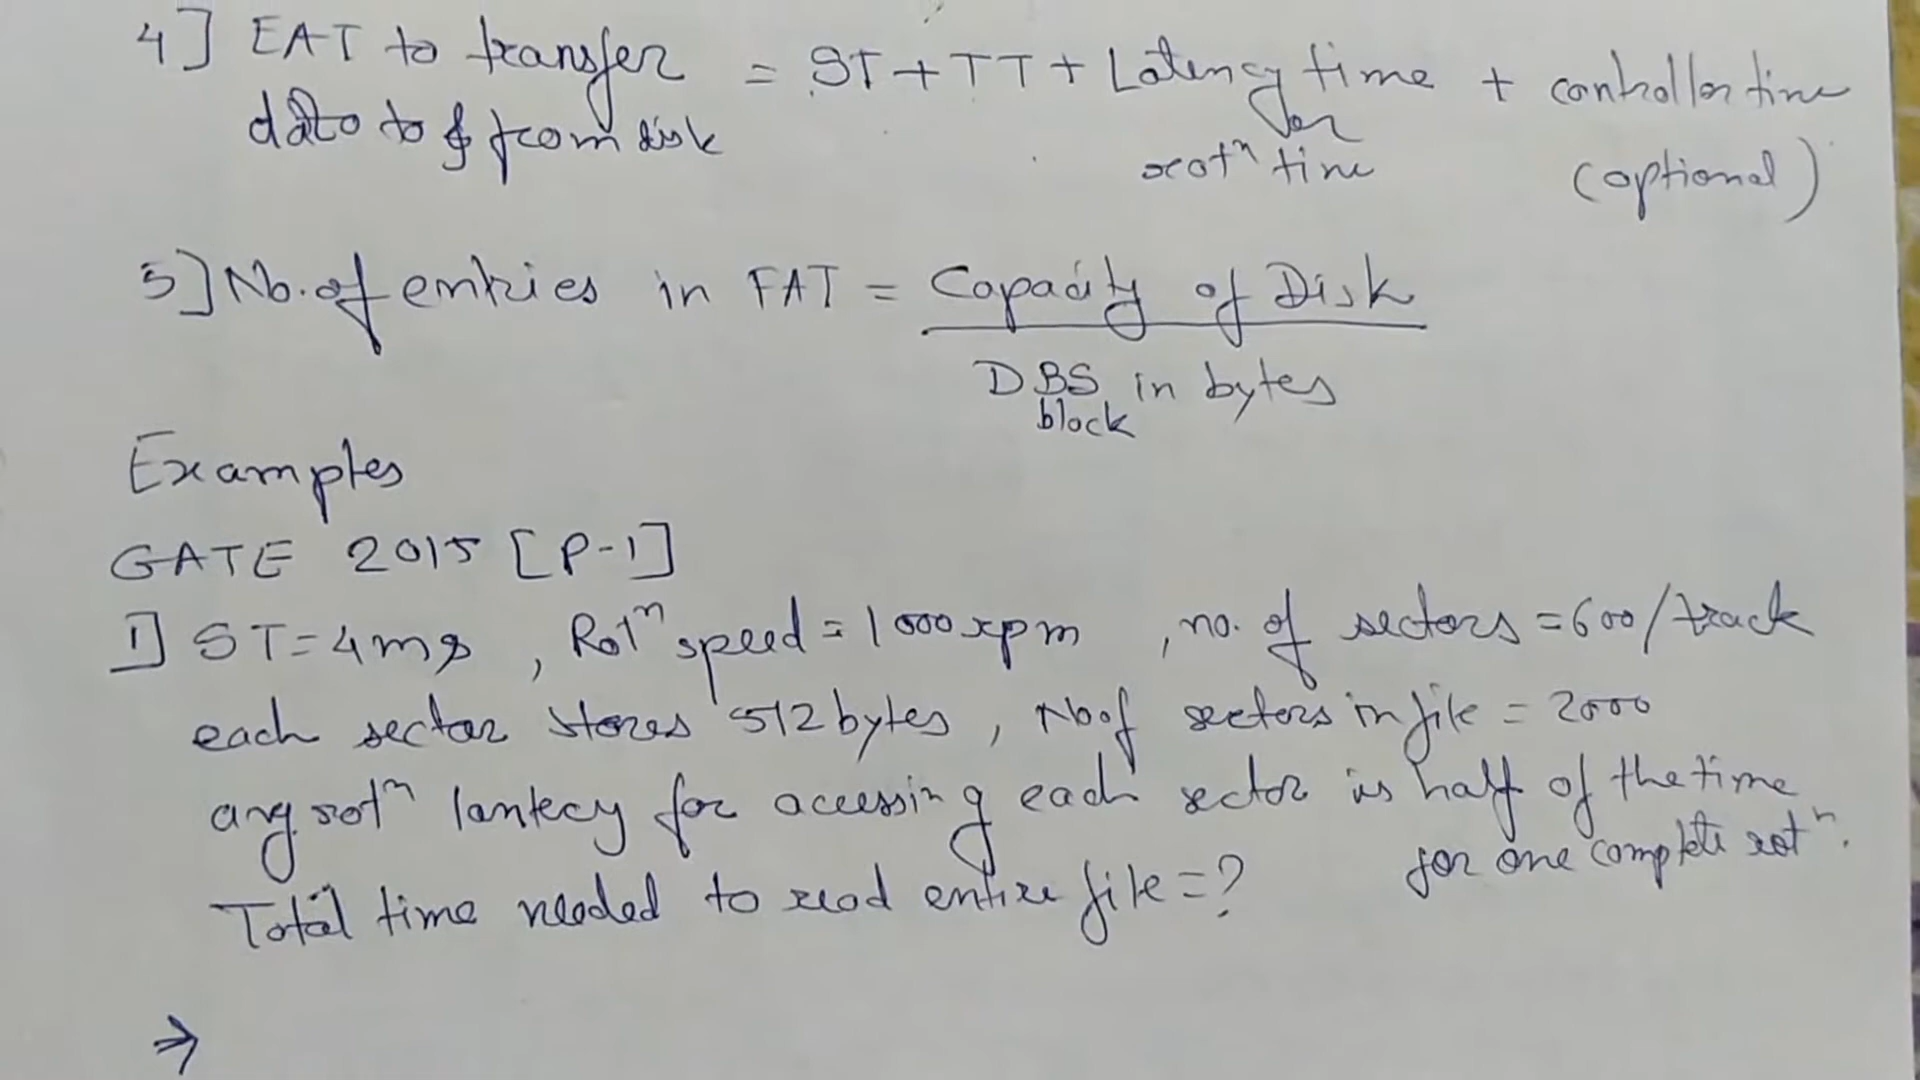 4] EAT to transfer = ST + TT + Latency time + controller time
data to & from disk or rotⁿ time (optional)
5] No. of entries in FAT = Capacity of Disk
DBS in bytes
block
Examples
GATE 2015 [P-1]
1] ST = 4ms , Rotⁿ speed = 1000 rpm , no. of sectors = 600/track
each sector stores 512 bytes , No of sectors in file = 2000
avg rotⁿ lantecy for accessing each sector is half of the time
for one complete rotⁿ.
Total time needed to read entire file = ?
⇒